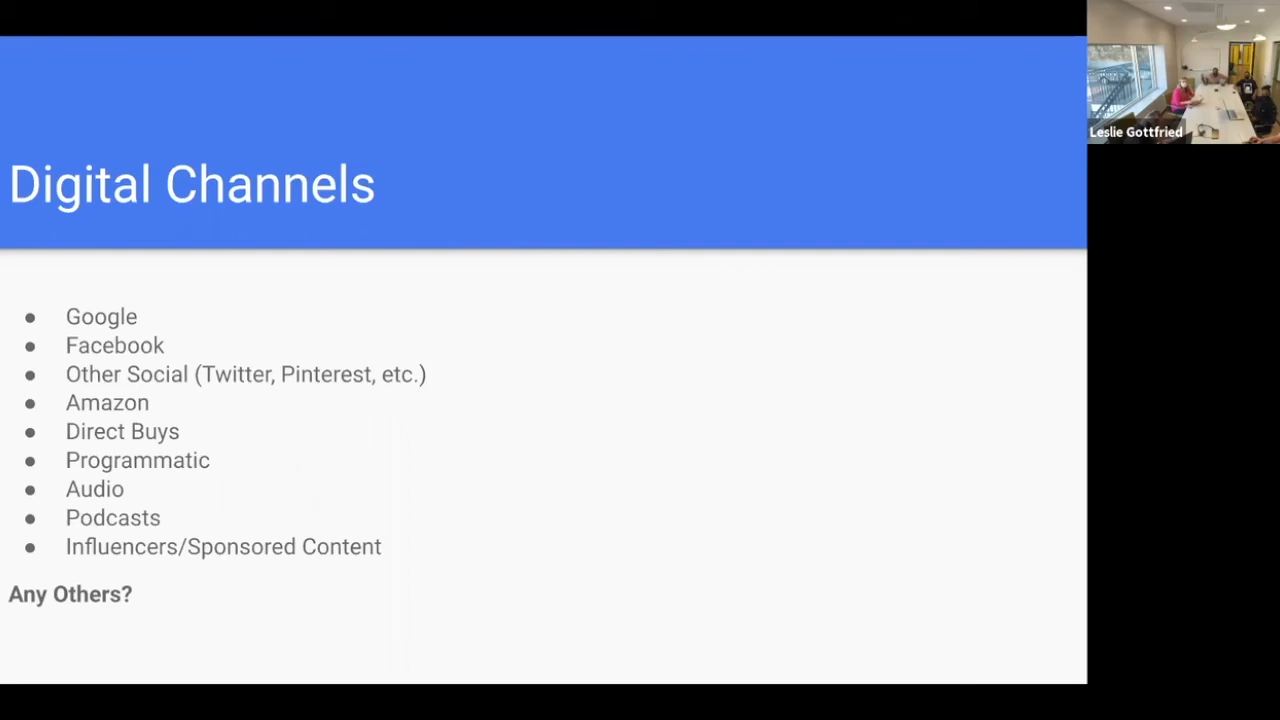 Digital Channels
● Google
● Facebook
● Other Social (Twitter, Pinterest, etc.)
● Amazon
● Direct Buys
● Programmatic
● Audio
● Podcasts
● Influencers/Sponsored Content
Any Others?
Leslie Gottfried